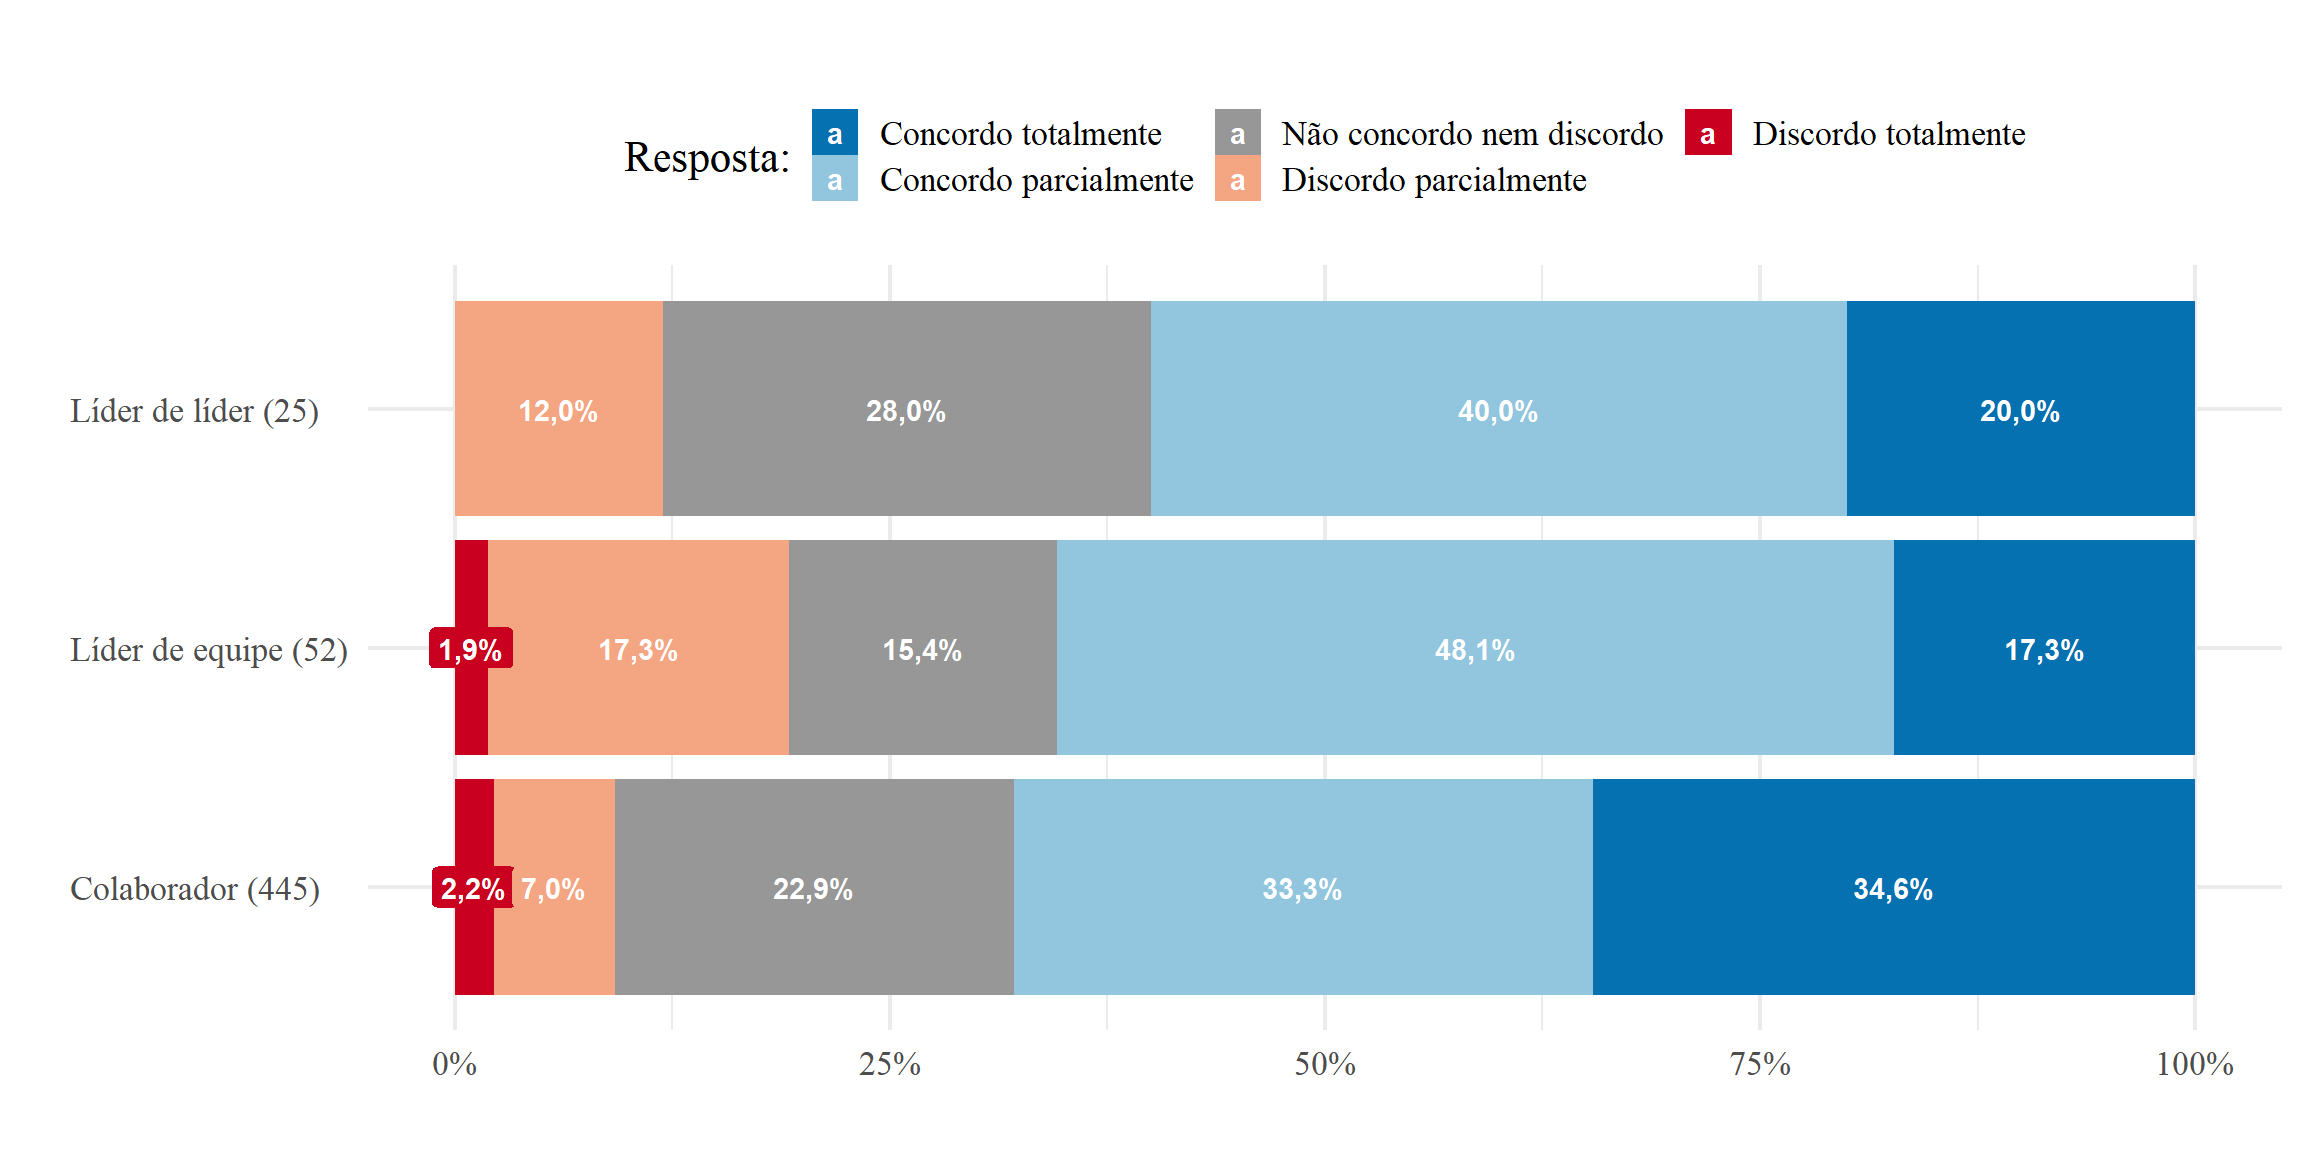 Resposta:
a Concordo totalmente
a Concordo parcialmente
a Não concordo nem discordo
a Discordo parcialmente
a Discordo totalmente
Líder de líder (25)
12,0% 28,0% 40,0% 20,0%
Líder de equipe (52)
1,9% 17,3% 15,4% 48,1% 17,3%
Colaborador (445)
2,2% 7,0% 22,9% 33,3% 34,6%
0% 25% 50% 75% 100%